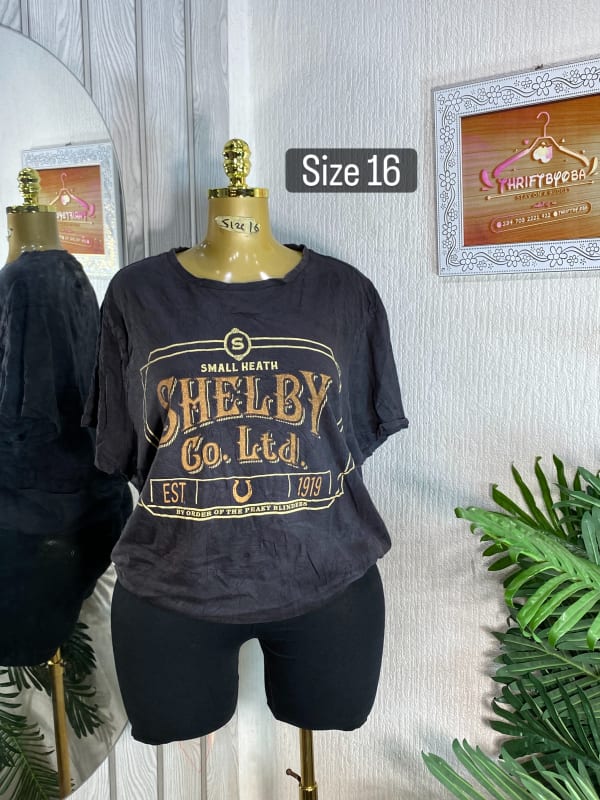 Size 16
THRIFTBYOBA
SIZE 16
S
SMALL HEATH
SHELBY
Co. Ltd.
EST 1919
BY ORDER OF THE PEAKY BLINDERS